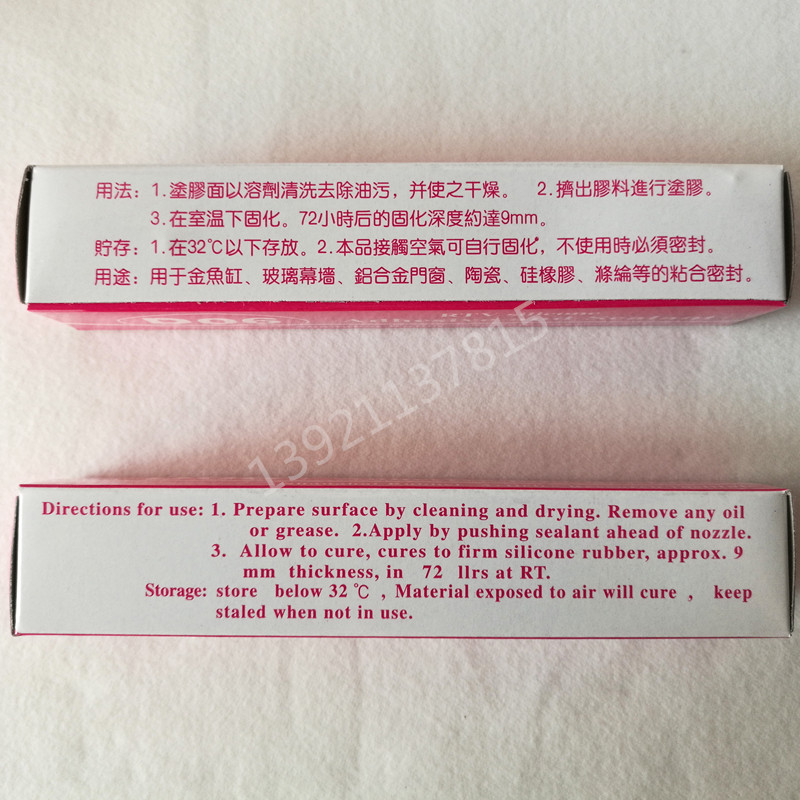 用法：1.塗膠面以溶劑清洗去除油污，并使之干燥。 2.擠出膠料進行塗膠。
3.在室温下固化。72小時后的固化深度約達9mm。
貯存：1.在32℃以下存放。2.本品接觸空氣可自行固化，不使用時必須密封。
用途：用于金魚缸、玻璃幕墻、鋁合金門窗、陶瓷、硅橡膠、滌綸等的粘合密封。
13921137815
Directions for use: 1. Prepare surface by cleaning and drying. Remove any oil
or grease. 2.Apply by pushing sealant ahead of nozzle.
3. Allow to cure, cures to firm silicone rubber, approx. 9
mm thickness, in 72 llrs at RT.
Storage: store below 32℃ , Material exposed to air will cure , keep
staled when not in use.